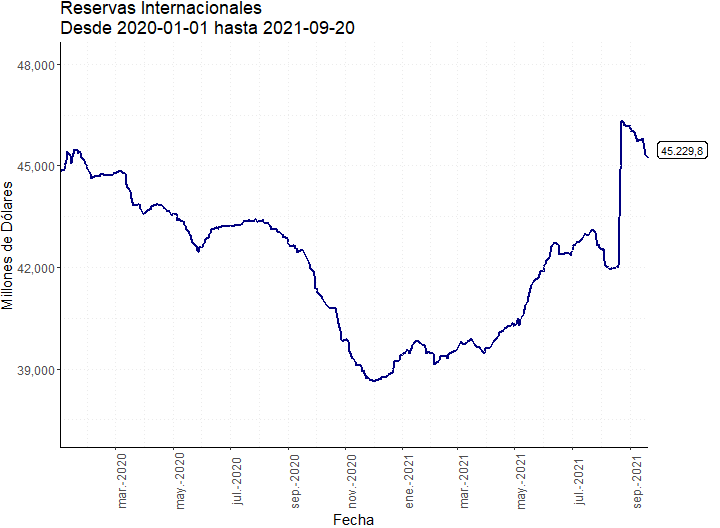 Reservas Internacionales
Desde 2020-01-01 hasta 2021-09-20
48,000
45,000
42,000
39,000
Millones de Dólares
45.229,8
mar.-2020
may.-2020
jul.-2020
sep.-2020
nov.-2020
ene.-2021
mar.-2021
may.-2021
jul.-2021
sep.-2021
Fecha